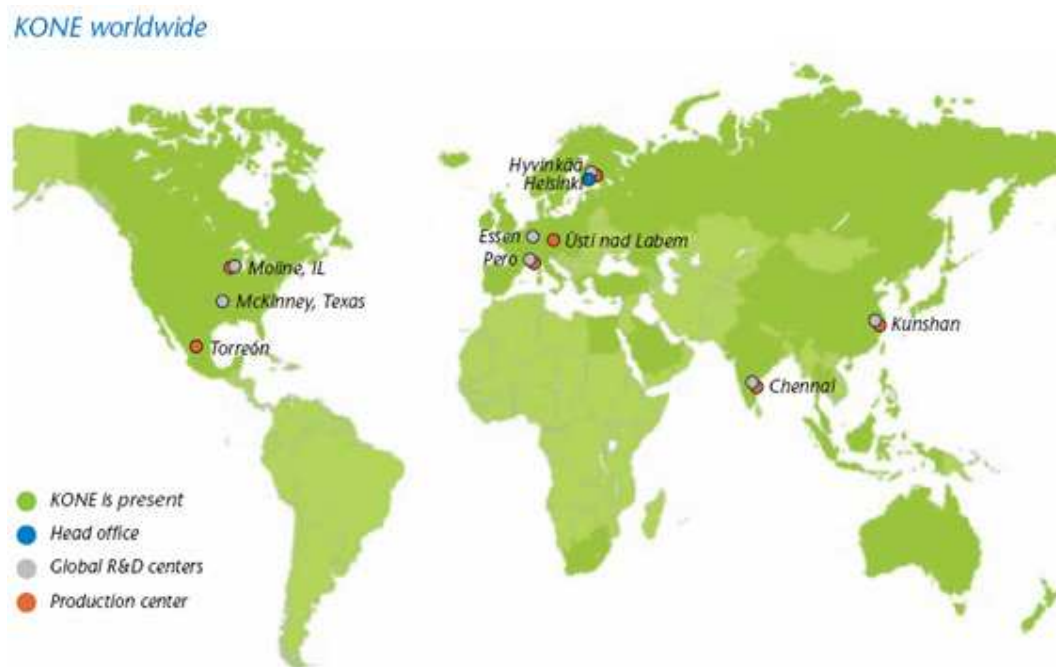 KONE worldwide
Hyvinkää
Helsinki
Essen
Ústí nad Labem
Pero
Moline, IL
McKinney, Texas
Torreón
Kunshan
Chennai
KONE is present
Head office
Global R&D centers
Production center